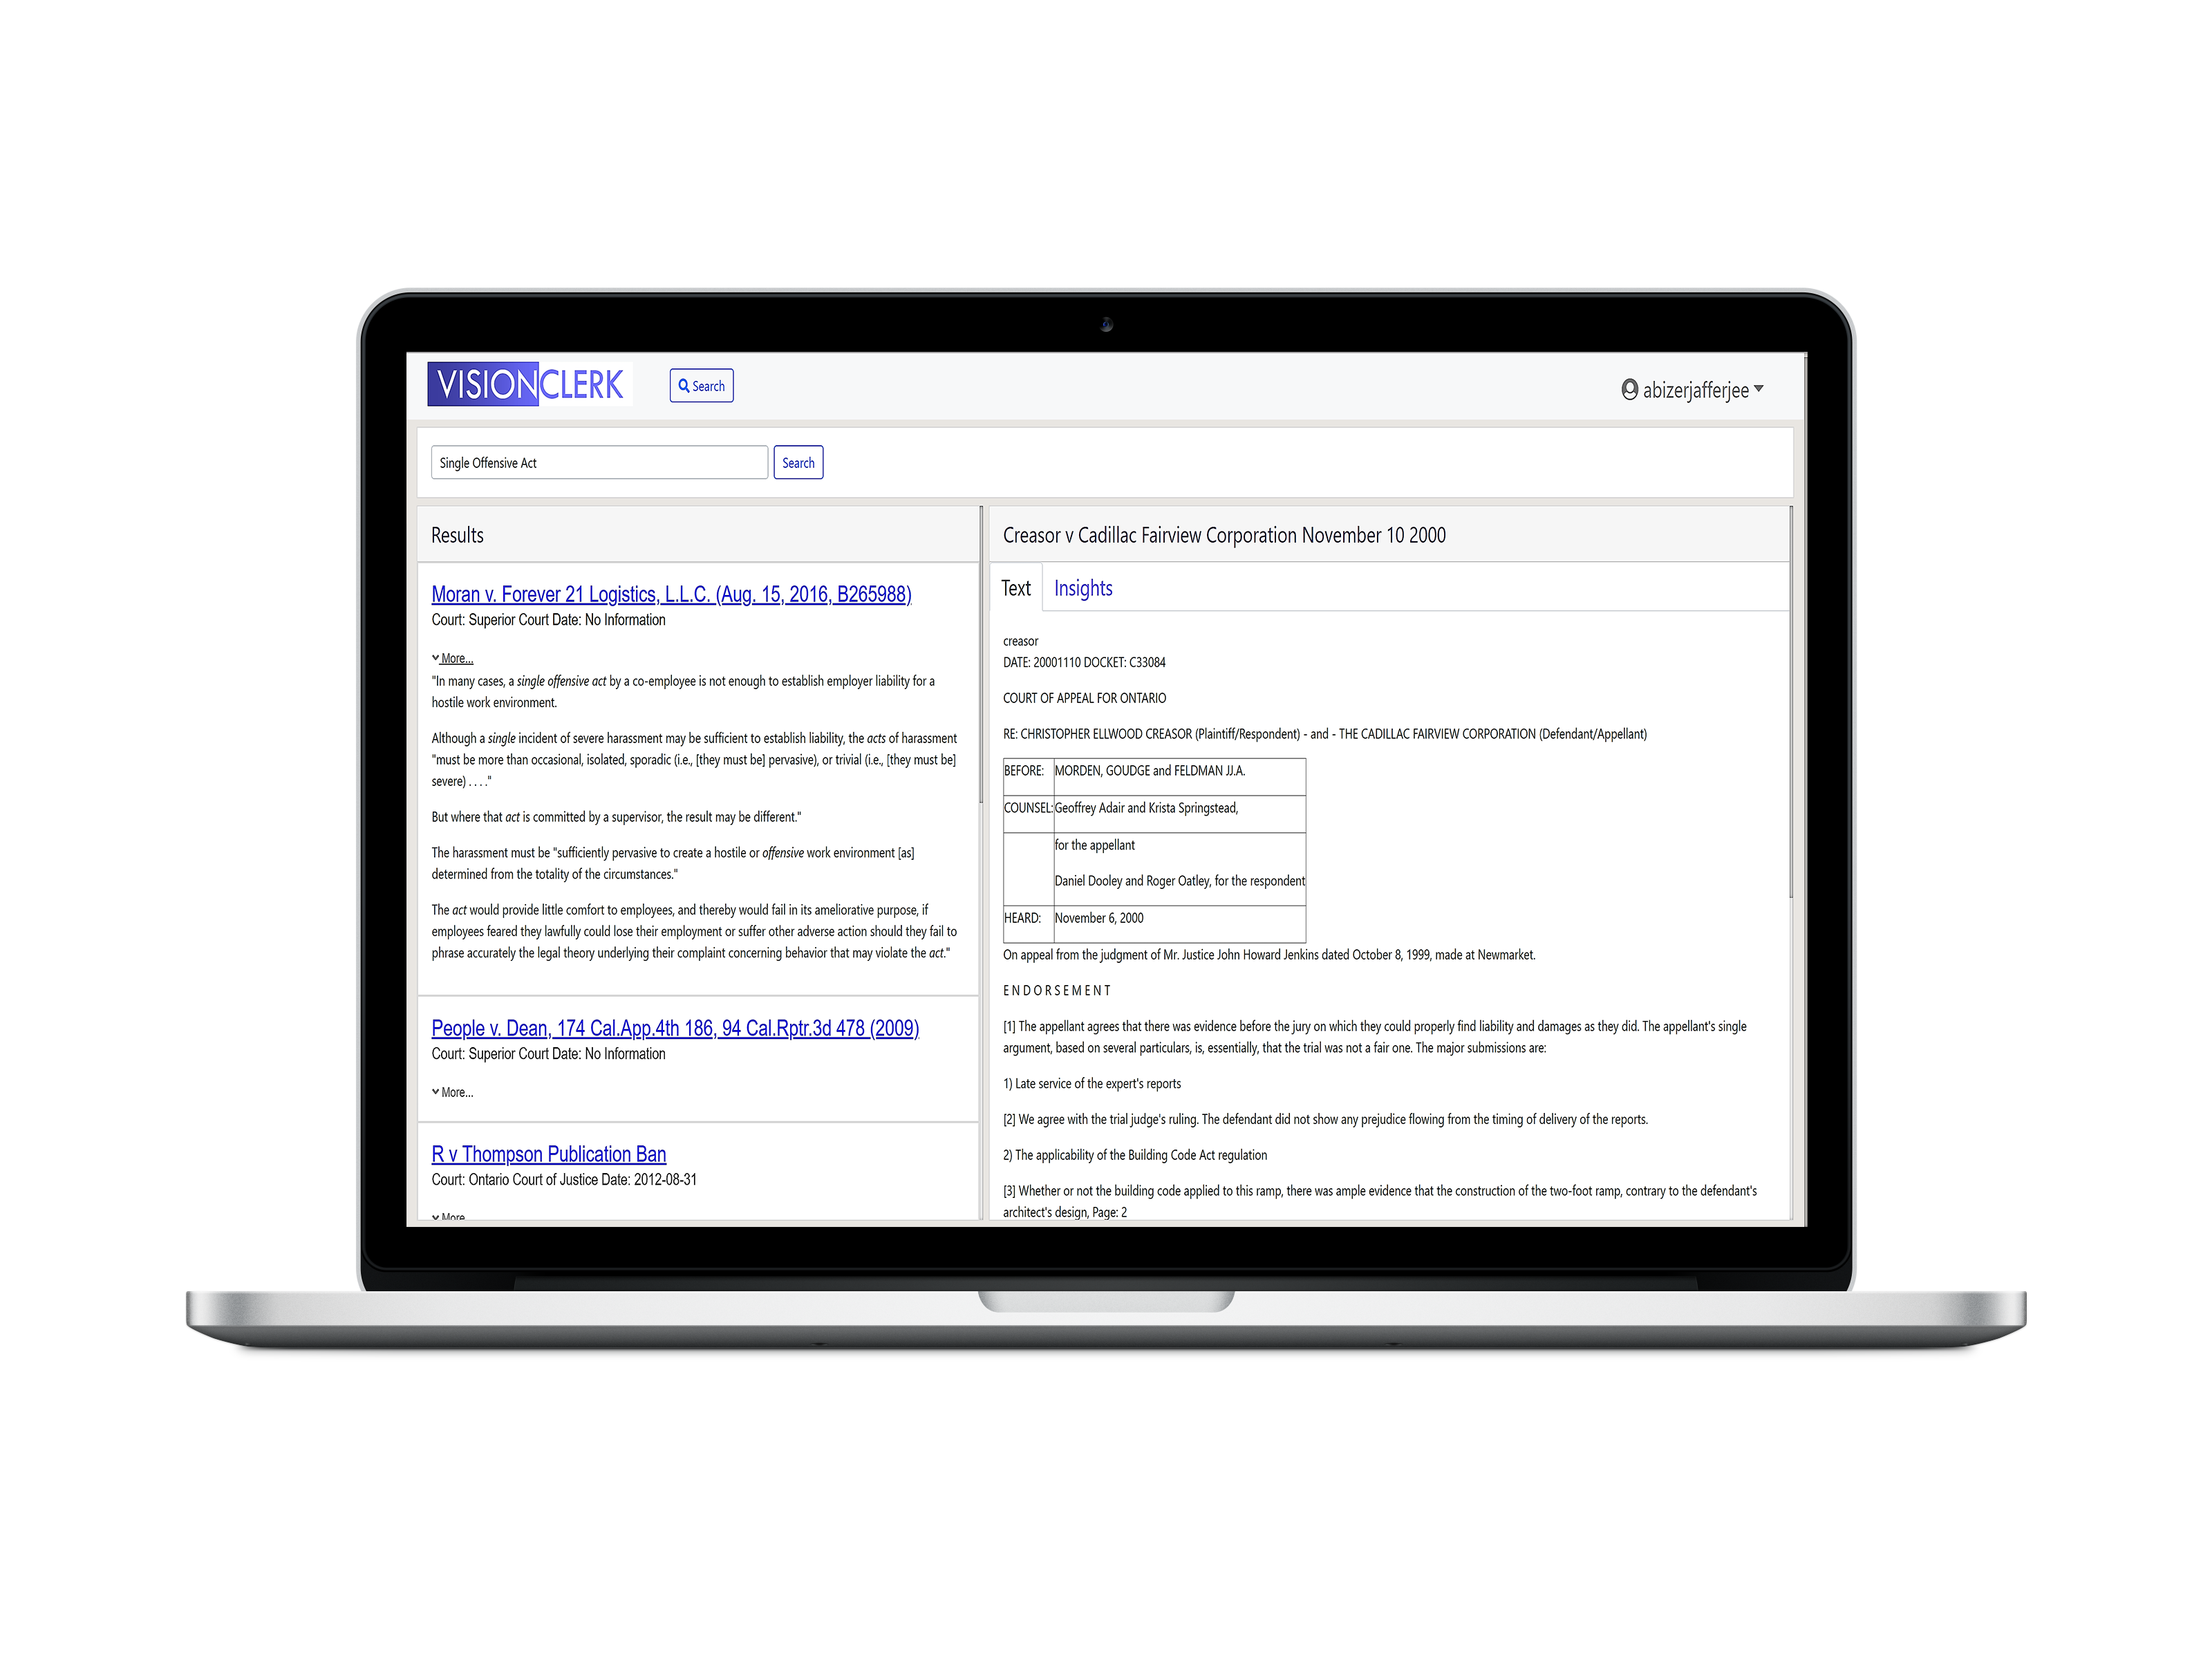 VISIONCLERK
Search
abizerjafferjee
Single Offensive Act
Search
Results
Moran v. Forever 21 Logistics, L.L.C. (Aug. 15, 2016, B265988)
Court: Superior Court Date: No Information
More...
"In many cases, a single offensive act by a co-employee is not enough to establish employer liability for a
hostile work environment.
Although a single incident of severe harassment may be sufficient to establish liability, the acts of harassment
"must be more than occasional, isolated, sporadic (i.e., [they must be] pervasive), or trivial (i.e., [they must be]
severe) . . . ."
But where that act is committed by a supervisor, the result may be different."
The harassment must be "sufficiently pervasive to create a hostile or offensive work environment [as]
determined from the totality of the circumstances."
The act would provide little comfort to employees, and thereby would fail in its ameliorative purpose, if
employees feared they lawfully could lose their employment or suffer other adverse action should they fail to
phrase accurately the legal theory underlying their complaint concerning behavior that may violate the act."
People v. Dean, 174 Cal.App.4th 186, 94 Cal.Rptr.3d 478 (2009)
Court: Superior Court Date: No Information
More...
R v Thompson Publication Ban
Court: Ontario Court of Justice Date: 2012-08-31
More
Creasor v Cadillac Fairview Corporation November 10 2000
Text Insights
creasor
DATE: 20001110 DOCKET: C33084
COURT OF APPEAL FOR ONTARIO
RE: CHRISTOPHER ELLWOOD CREASOR (Plaintiff/Respondent) - and - THE CADILLAC FAIRVIEW CORPORATION (Defendant/Appellant)
BEFORE: MORDEN, GOUDGE and FELDMAN JJ.A.
COUNSEL: Geoffrey Adair and Krista Springstead,
for the appellant
Daniel Dooley and Roger Oatley, for the respondent
HEARD: November 6, 2000
On appeal from the judgment of Mr. Justice John Howard Jenkins dated October 8, 1999, made at Newmarket.
E N D O R S E M E N T
[1] The appellant agrees that there was evidence before the jury on which they could properly find liability and damages as they did. The appellant's single
argument, based on several particulars, is, essentially, that the trial was not a fair one. The major submissions are:
1) Late service of the expert's reports
[2] We agree with the trial judge's ruling. The defendant did not show any prejudice flowing from the timing of delivery of the reports.
2) The applicability of the Building Code Act regulation
[3] Whether or not the building code applied to this ramp, there was ample evidence that the construction of the two-foot ramp, contrary to the defendant's
architect's design, Page: 2